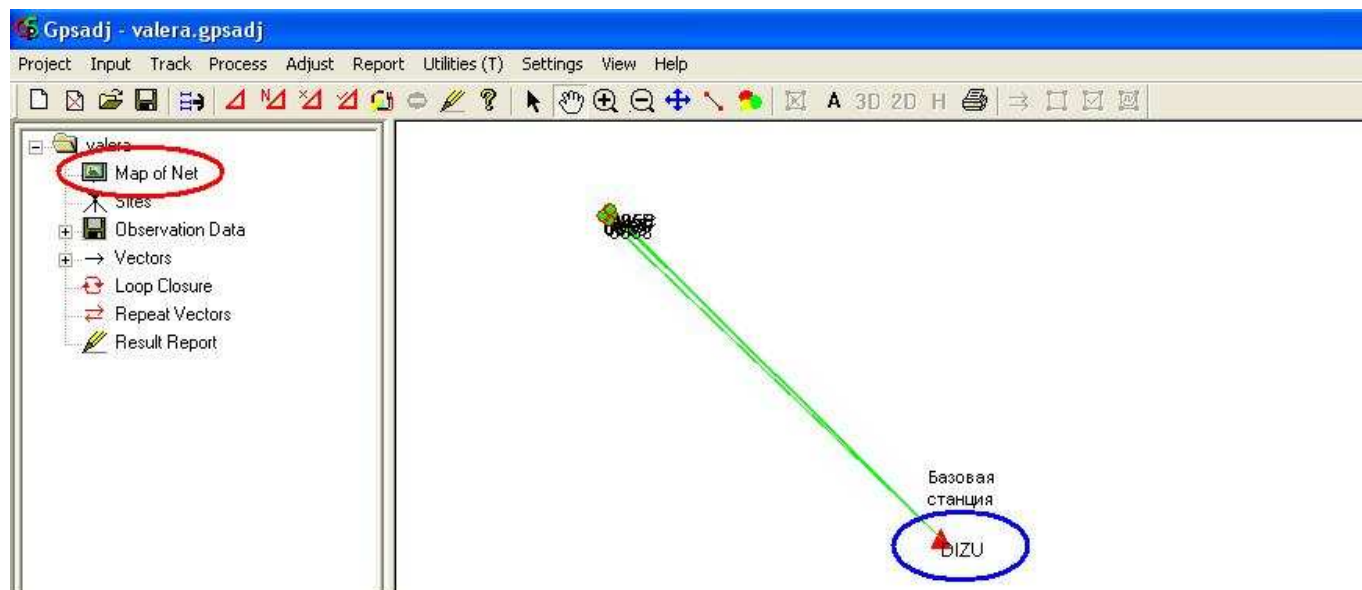 Gpsadj - valera.gpsadj
Project Input Track Process Adjust Report Utilities (T) Settings View Help
A 3D 2D H
valera
Map of Net
Sites
Observation Data
Vectors
Loop Closure
Repeat Vectors
Result Report
Базовая
станция
DIZU